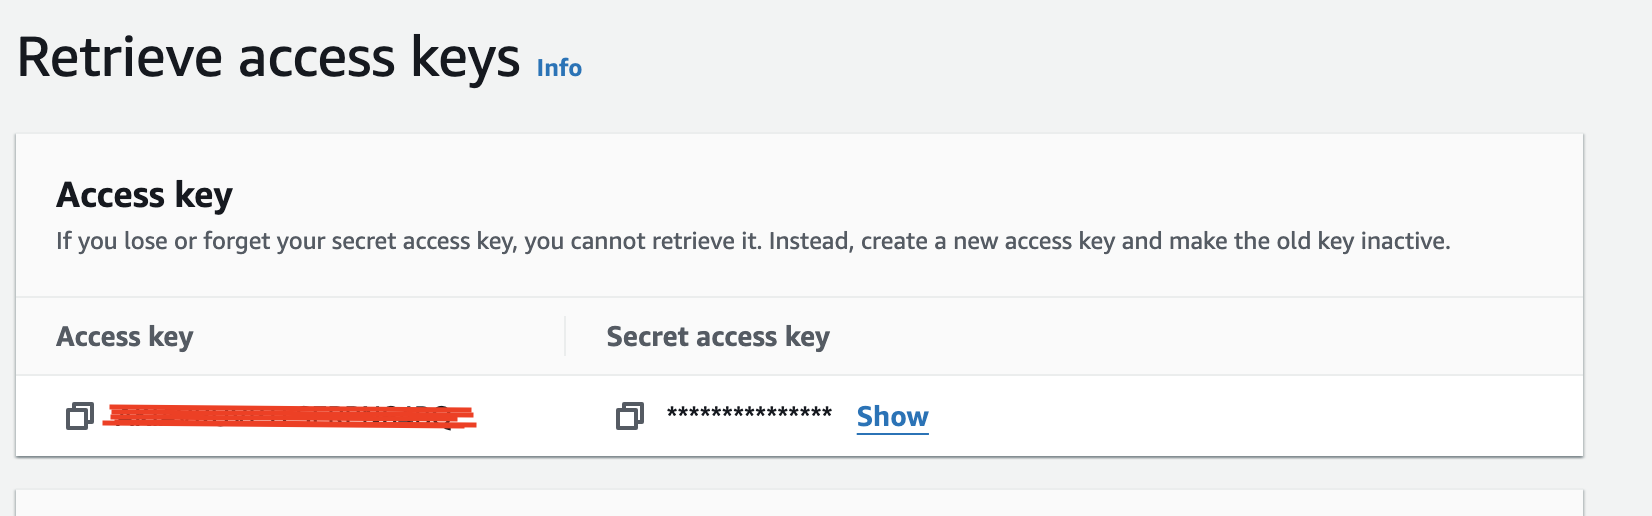 Retrieve access keys Info
Access key
If you lose or forget your secret access key, you cannot retrieve it. Instead, create a new access key and make the old key inactive.
Access key Secret access key
*************** Show